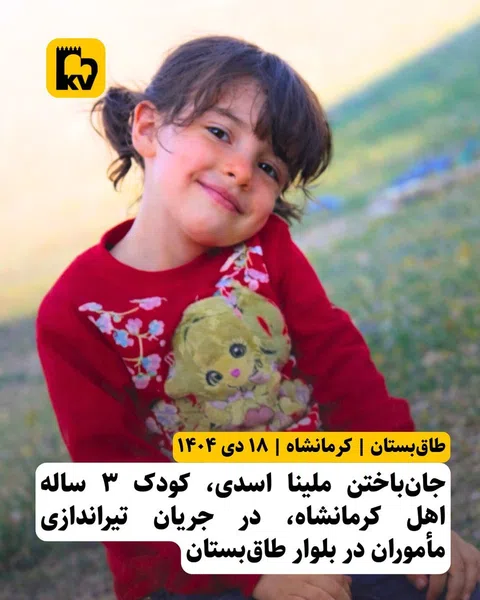 kv
طاق‌بستان | کرمانشاه | ۱۸ دی ۱۴۰۴
جان‌باختن ملینا اسدی، کودک ۳ ساله
اهل کرمانشاه، در جریان تیراندازی
مأموران در بلوار طاق‌بستان